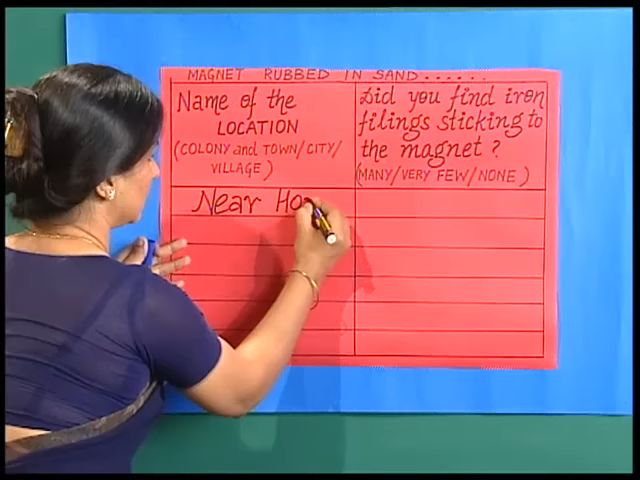 MAGNET RUBBED IN SAND......
Name of the
LOCATION
(COLONY and TOWN/CITY/
VILLAGE)
Did you find iron
filings sticking to
the magnet?
(MANY/VERY FEW/NONE)
Near Ho